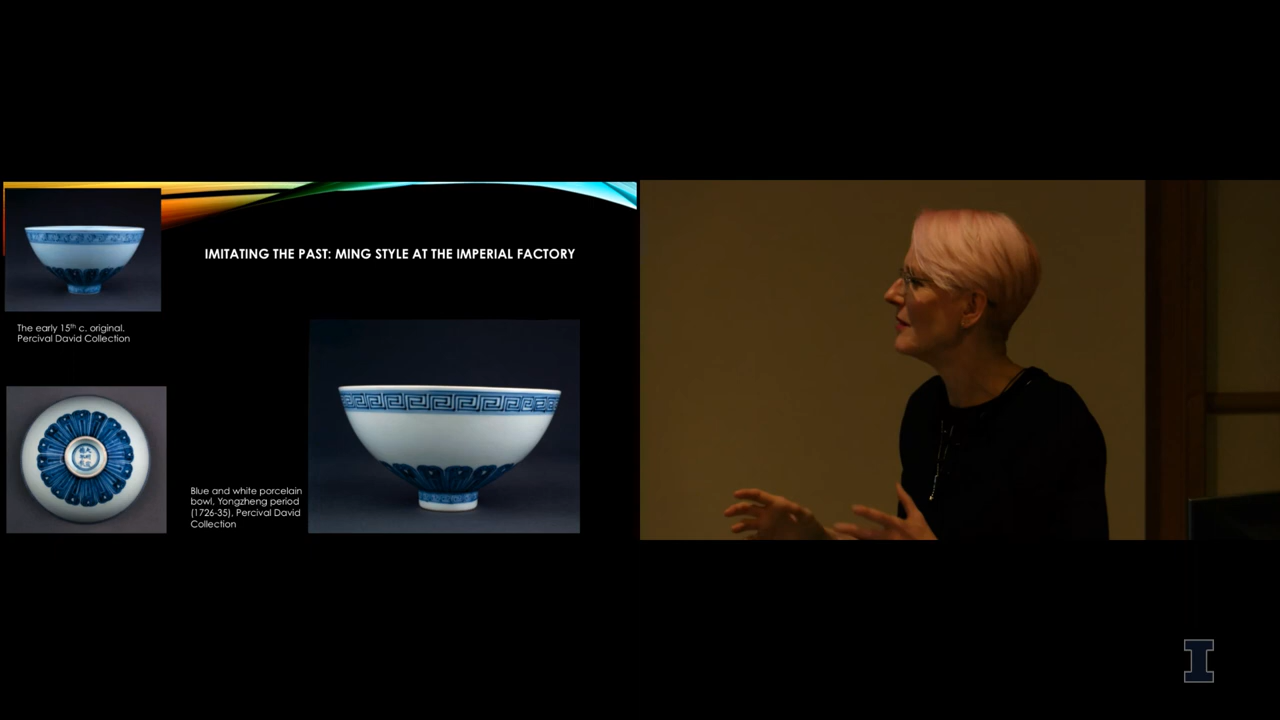 IMITATING THE PAST: MING STYLE AT THE IMPERIAL FACTORY
The early 15th c. original.
Percival David Collection
Blue and white porcelain
bowl, Yongzheng period
(1726-35), Percival David
Collection
I